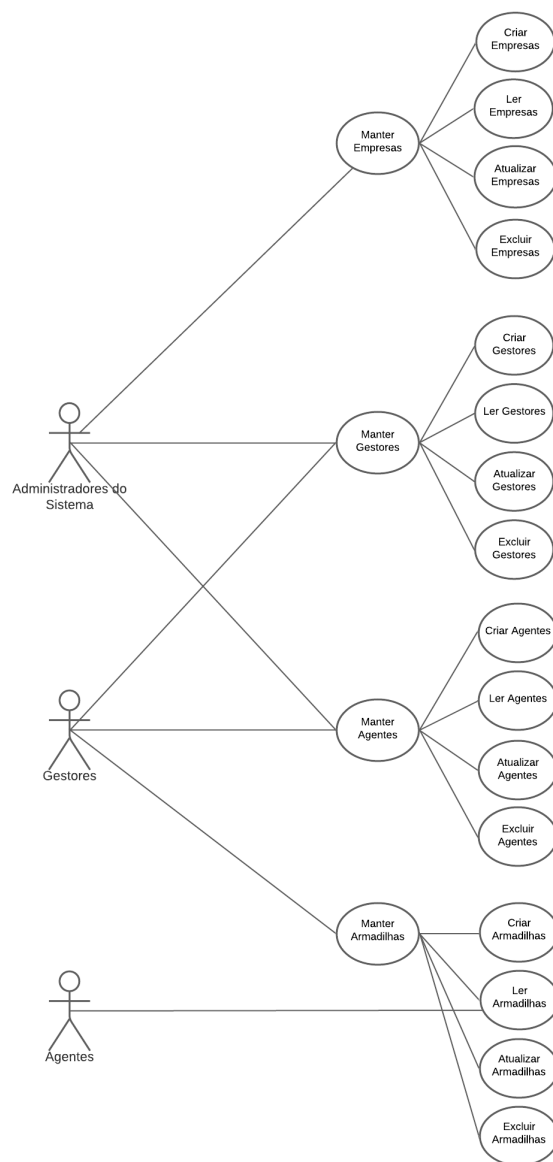 Criar
Empresas
Ler
Empresas
Manter
Empresas
Atualizar
Empresas
Excluir
Empresas
Criar
Gestores
Administradores do
Sistema
Manter
Gestores
Ler Gestores
Atualizar
Gestores
Excluir
Gestores
Criar Agentes
Ler Agentes
Gestores
Manter
Agentes
Atualizar
Agentes
Excluir
Agentes
Manter
Armadilhas
Criar
Armadilhas
Ler
Armadilhas
Agentes
Atualizar
Armadilhas
Excluir
Armadilhas